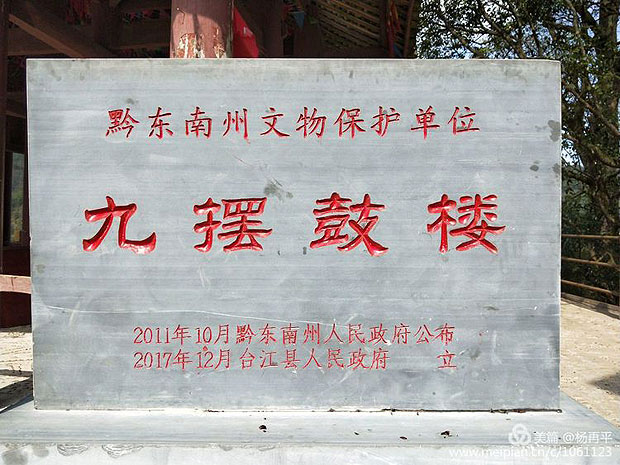 黔东南州文物保护单位
九摆鼓楼
2011年10月黔东南州人民政府公布
2017年12月台江县人民政府 立
美篇 @杨再平
www.meipian.cn/c/1061123